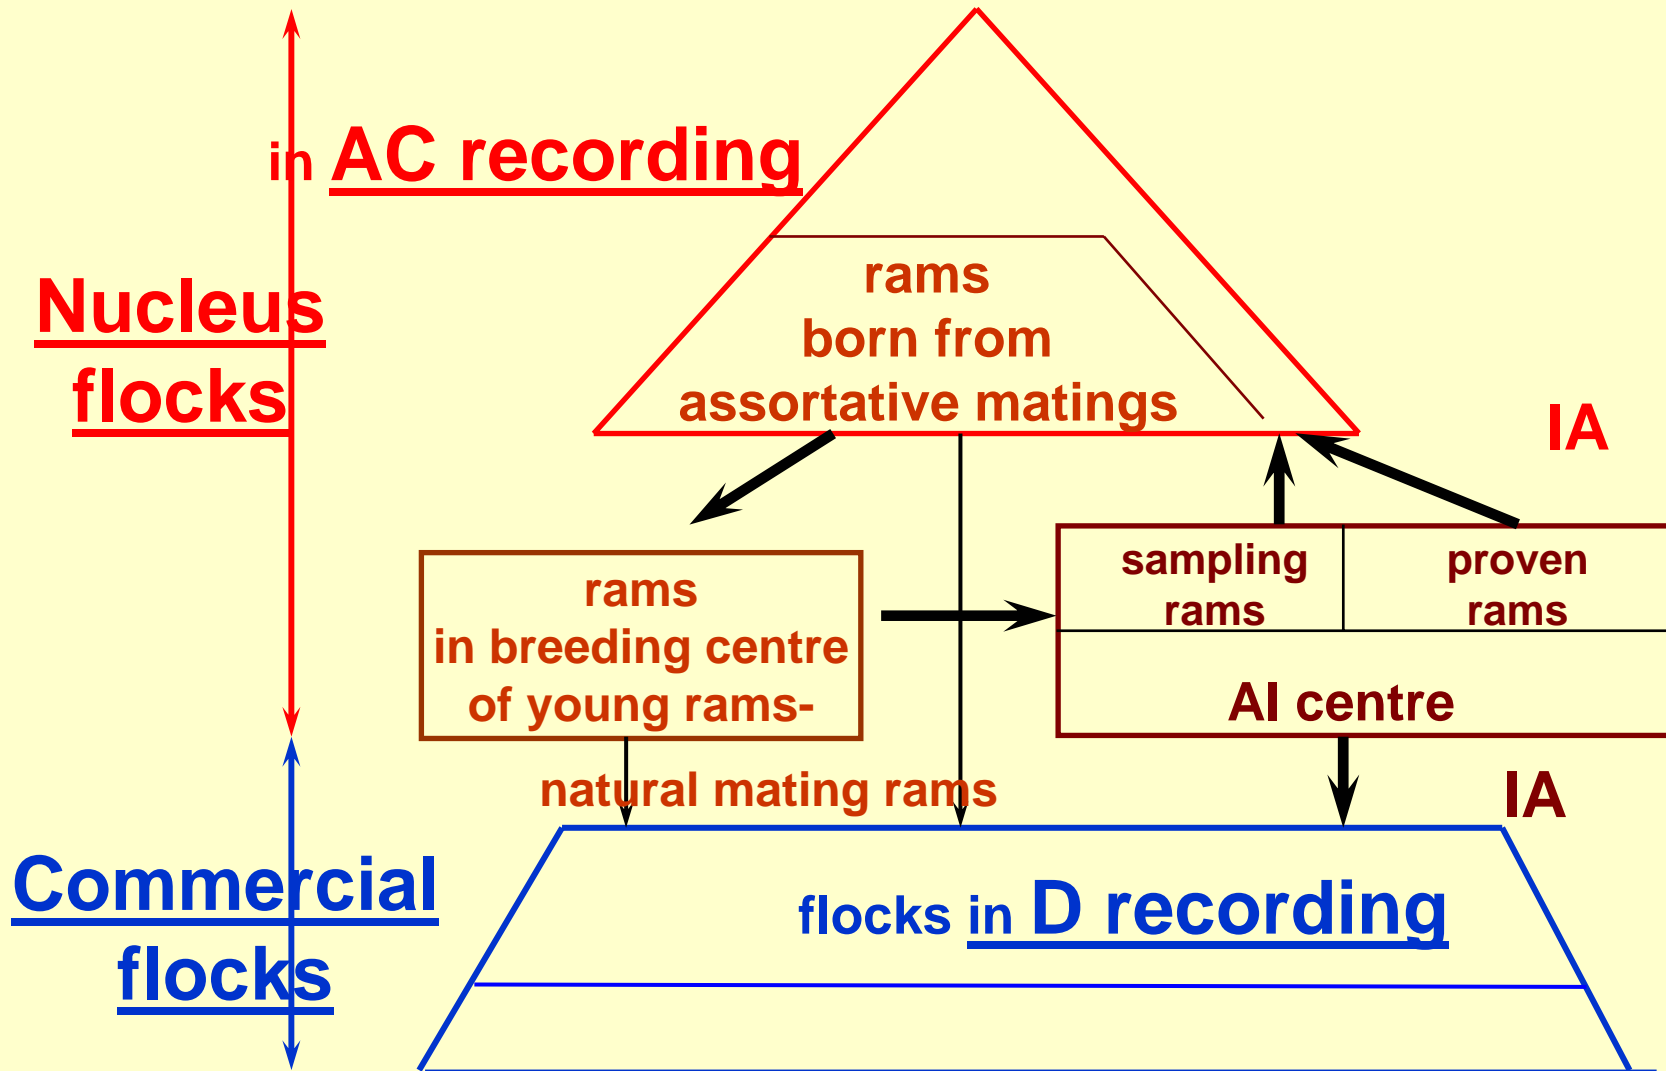 in AC recording
Nucleus
flocks
rams
born from
assortative matings
IA
rams
in breeding centre
of young rams-
sampling
rams
proven
rams
AI centre
natural mating rams
IA
Commercial
flocks
flocks in D recording